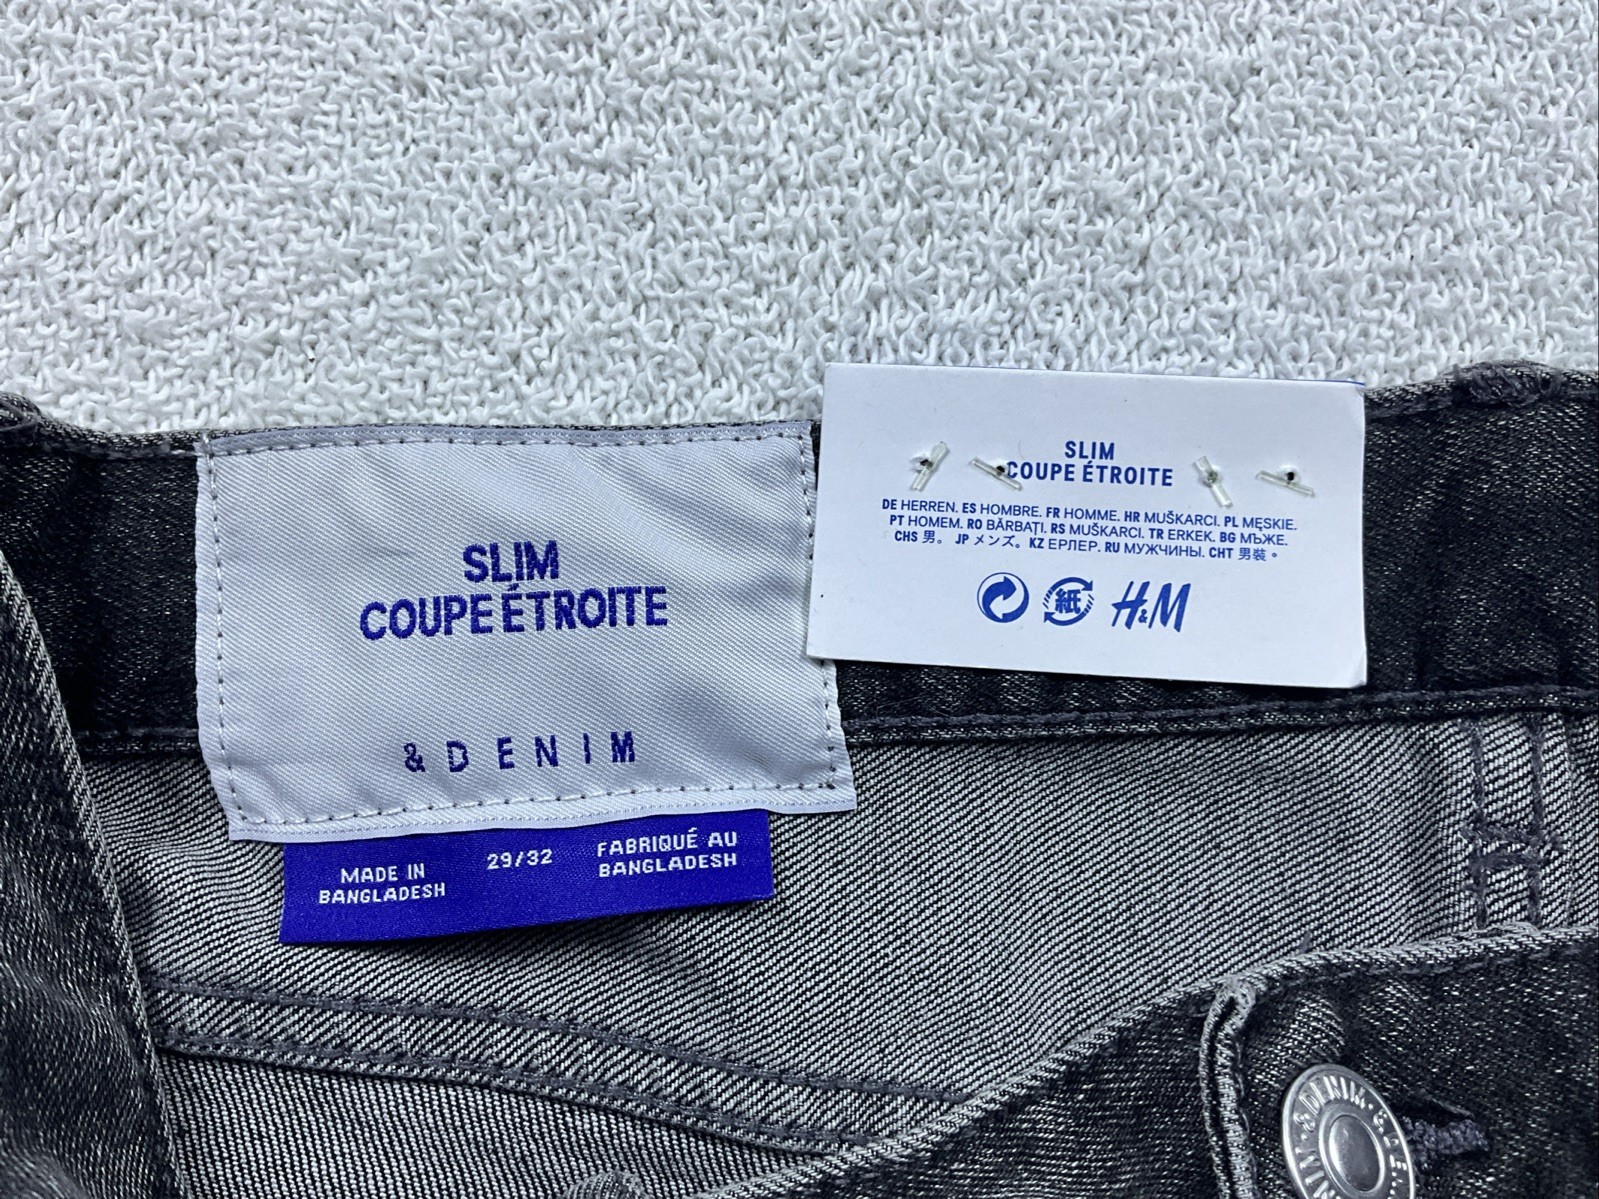 SLIM
COUPE ÉTROITE
& DENIM
MADE IN
BANGLADESH
29/32
FABRIQUÉ AU
BANGLADESH
SLIM
COUPE ÉTROITE
DE HERREN. ES HOMBRE. FR HOMME. HR MUŠKARCI. PL MĘSKIE.
PT HOMEM. RO BĂRBAȚI. RS MUŠKARCI. TR ERKEK. BG МЪЖЕ.
CHS 男。 JP メンズ。 KZ ЕРЛЕР. RU МУЖЧИНЫ. CHT 男裝。
紙
H&M
&DENIM